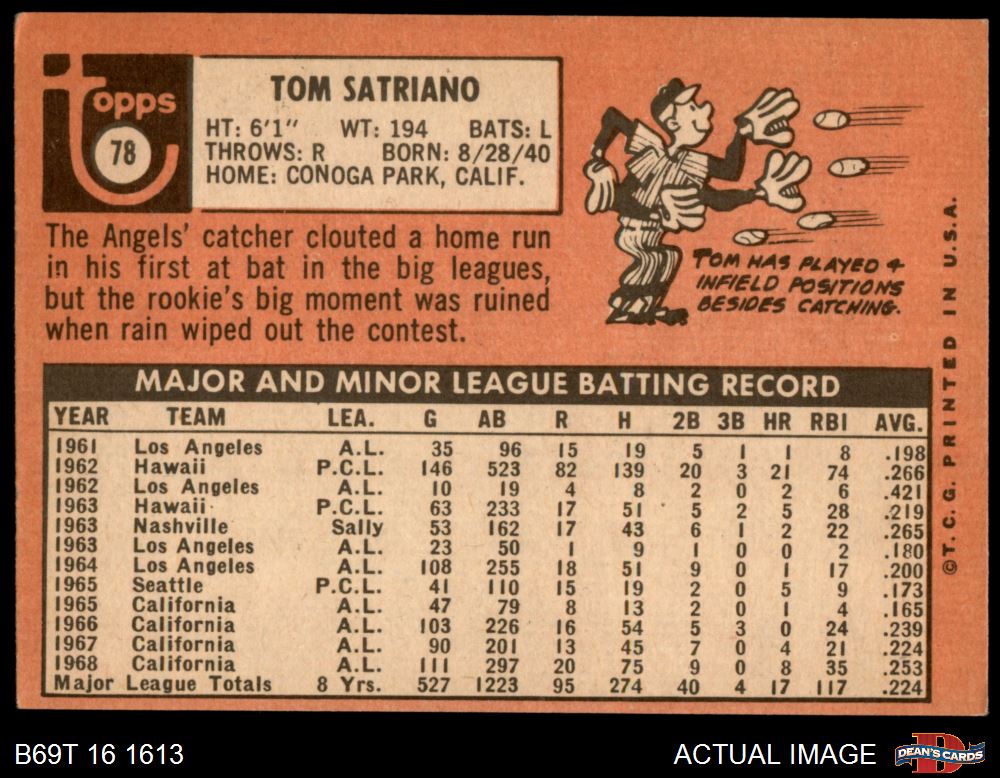 topps
78
TOM SATRIANO
HT: 6'1" WT: 194 BATS: L
THROWS: R BORN: 8/28/40
HOME: CONOGA PARK, CALIF.
The Angels' catcher clouted a home run
in his first at bat in the big leagues,
but the rookie's big moment was ruined
when rain wiped out the contest.
TOM HAS PLAYED 4
INFIELD POSITIONS
BESIDES CATCHING.
MAJOR AND MINOR LEAGUE BATTING RECORD
YEAR TEAM LEA. G AB R H 2B 3B HR RBI AVG.
1961 Los Angeles A.L. 35 96 15 19 5 1 1 8 .198
1962 Hawaii P.C.L. 146 523 82 139 20 3 21 74 .266
1962 Los Angeles A.L. 10 19 4 8 2 0 2 6 .421
1963 Hawaii P.C.L. 63 233 17 51 5 2 5 28 .219
1963 Nashville Sally 53 162 17 43 6 1 2 22 .265
1963 Los Angeles A.L. 23 50 1 9 1 0 0 2 .180
1964 Los Angeles A.L. 108 255 18 51 9 0 1 17 .200
1965 Seattle P.C.L. 41 110 15 19 2 0 5 9 .173
1965 California A.L. 47 79 8 13 2 0 1 4 .165
1966 California A.L. 103 226 16 54 5 3 0 24 .239
1967 California A.L. 90 201 13 45 7 0 4 21 .224
1968 California A.L. 111 297 20 75 9 0 8 35 .253
Major League Totals 8 Yrs. 527 1223 95 274 40 4 17 117 .224
©T.C.G. PRINTED IN U.S.A.
B69T 16 1613
ACTUAL IMAGE
DEAN'S CARDS